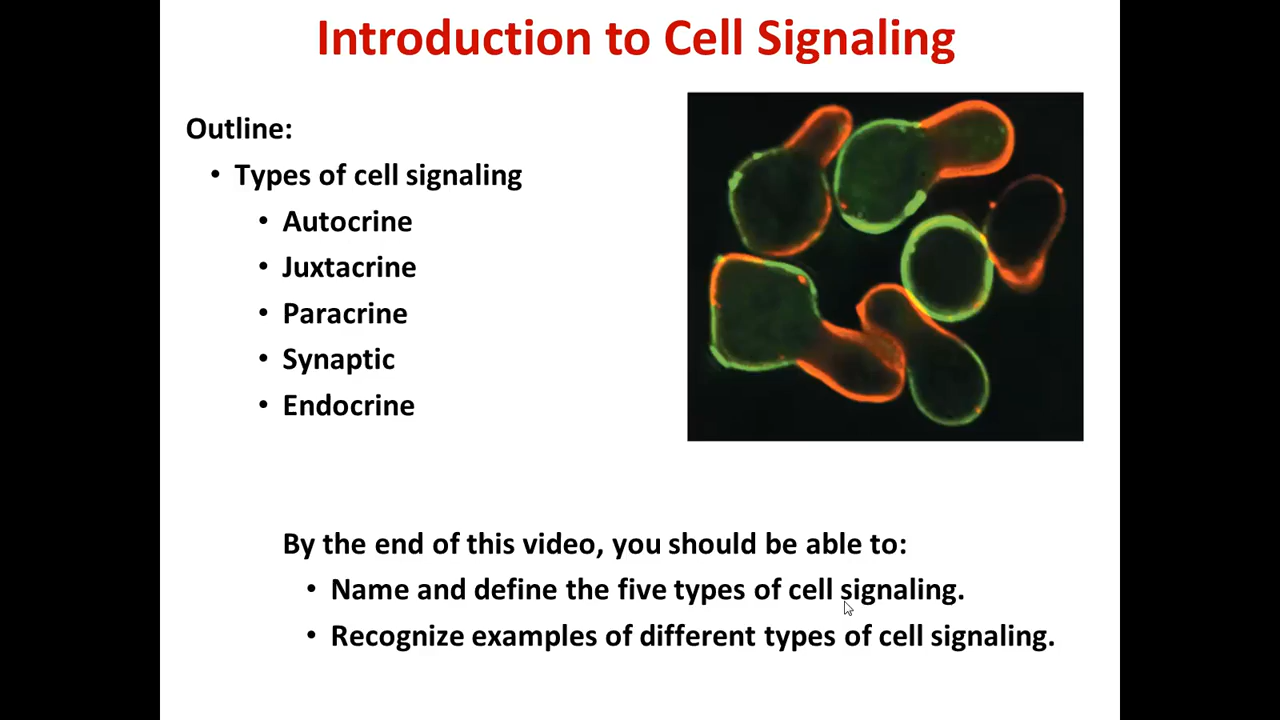 Introduction to Cell Signaling
Outline:
• Types of cell signaling
• Autocrine
• Juxtacrine
• Paracrine
• Synaptic
• Endocrine
By the end of this video, you should be able to:
• Name and define the five types of cell signaling.
• Recognize examples of different types of cell signaling.